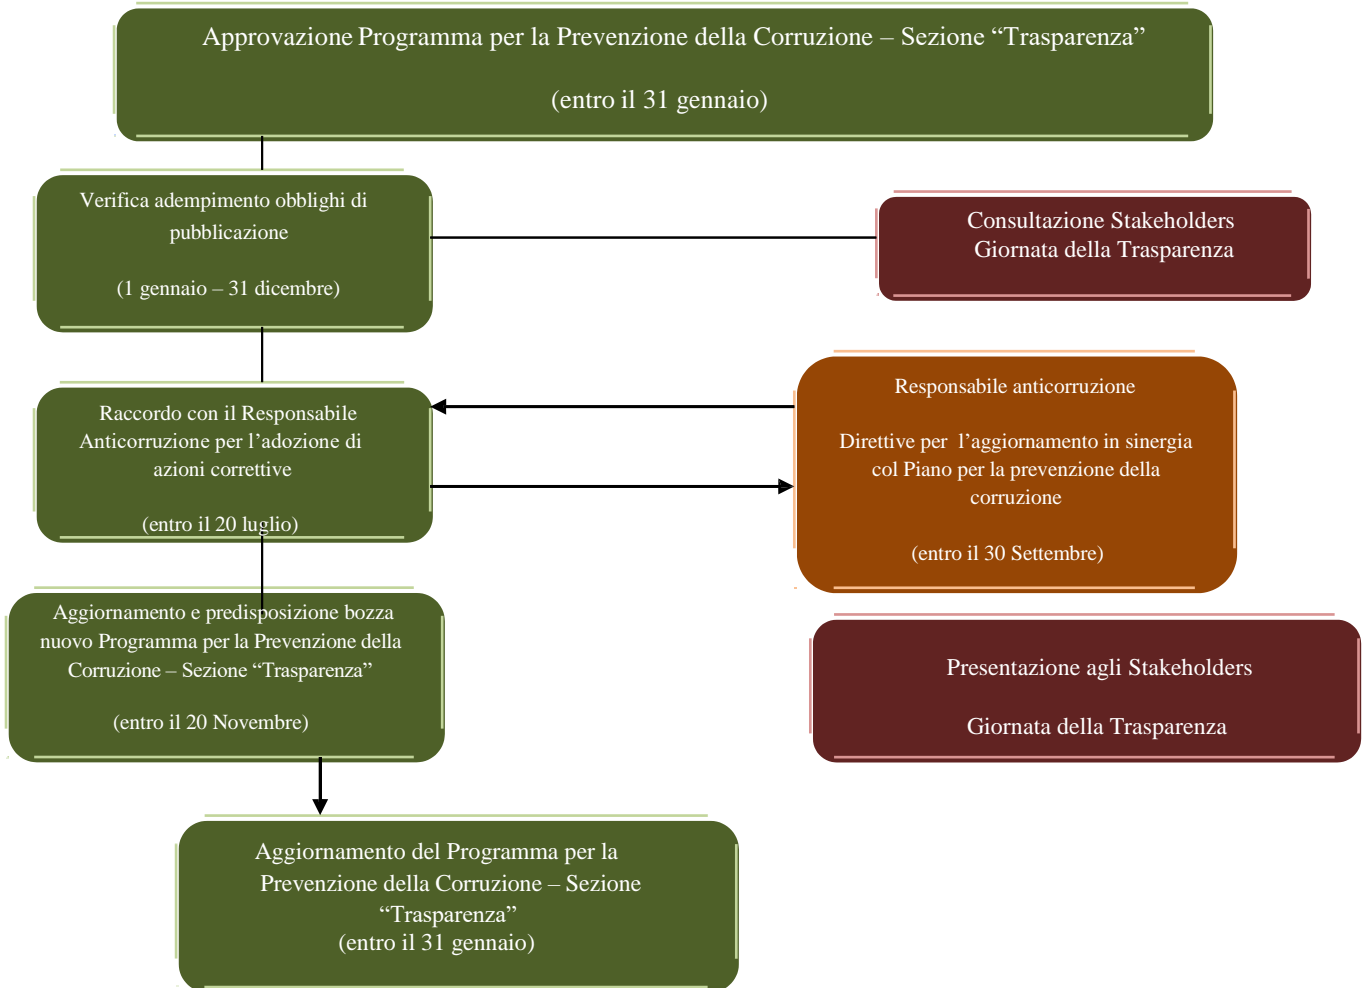 Approvazione Programma per la Prevenzione della Corruzione – Sezione “Trasparenza”
(entro il 31 gennaio)
Verifica adempimento obblighi di
pubblicazione
(1 gennaio – 31 dicembre)
Consultazione Stakeholders
Giornata della Trasparenza
Raccordo con il Responsabile
Anticorruzione per l’adozione di
azioni correttive
(entro il 20 luglio)
Responsabile anticorruzione
Direttive per l’aggiornamento in sinergia
col Piano per la prevenzione della
corruzione
(entro il 30 Settembre)
Aggiornamento e predisposizione bozza
nuovo Programma per la Prevenzione della
Corruzione – Sezione “Trasparenza”
(entro il 20 Novembre)
Presentazione agli Stakeholders
Giornata della Trasparenza
Aggiornamento del Programma per la
Prevenzione della Corruzione – Sezione
“Trasparenza”
(entro il 31 gennaio)